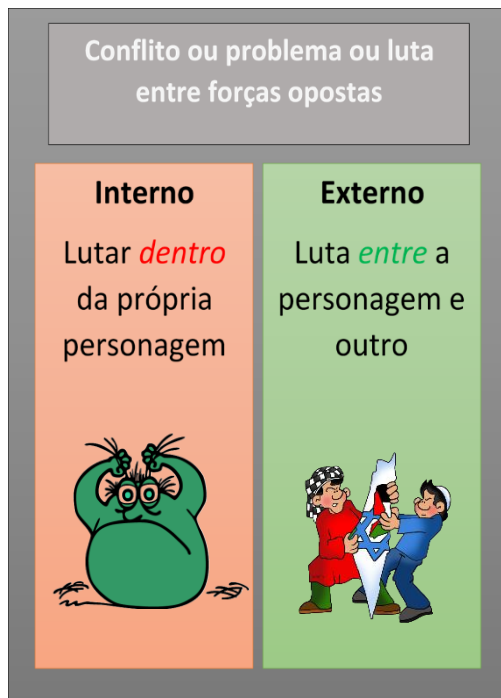 Conflito ou problema ou luta
entre forças opostas
Interno
Lutar dentro
da própria
personagem
Externo
Luta entre a
personagem e
outro